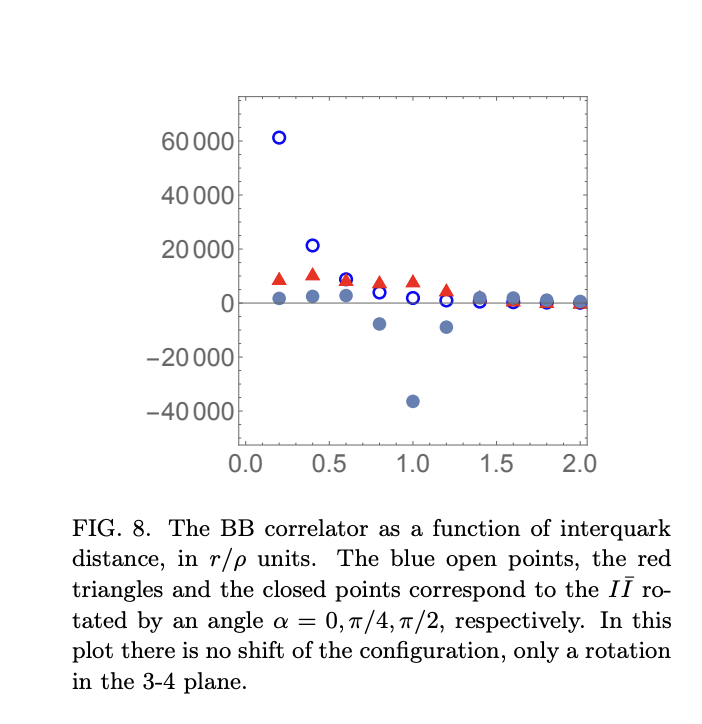 60 000
40 000
20 000
0
−20 000
−40 000
0.0 0.5 1.0 1.5 2.0
FIG. 8. The BB correlator as a function of interquark
distance, in r/ρ units. The blue open points, the red
triangles and the closed points correspond to the IĪ ro-
tated by an angle α = 0, π/4, π/2, respectively. In this
plot there is no shift of the configuration, only a rotation
in the 3-4 plane.